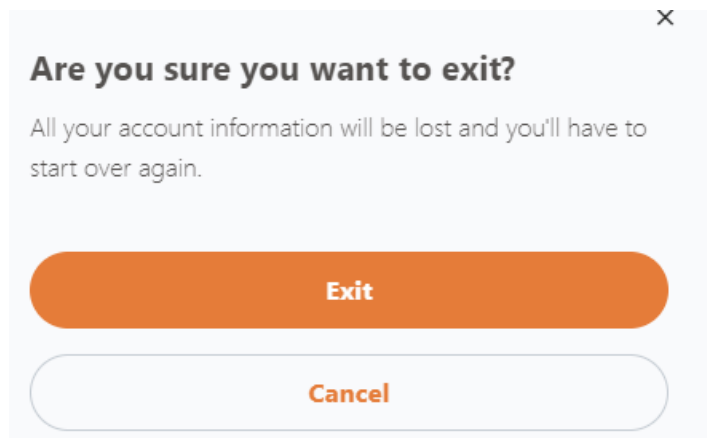 Are you sure you want to exit?
All your account information will be lost and you'll have to
start over again.
Exit
Cancel